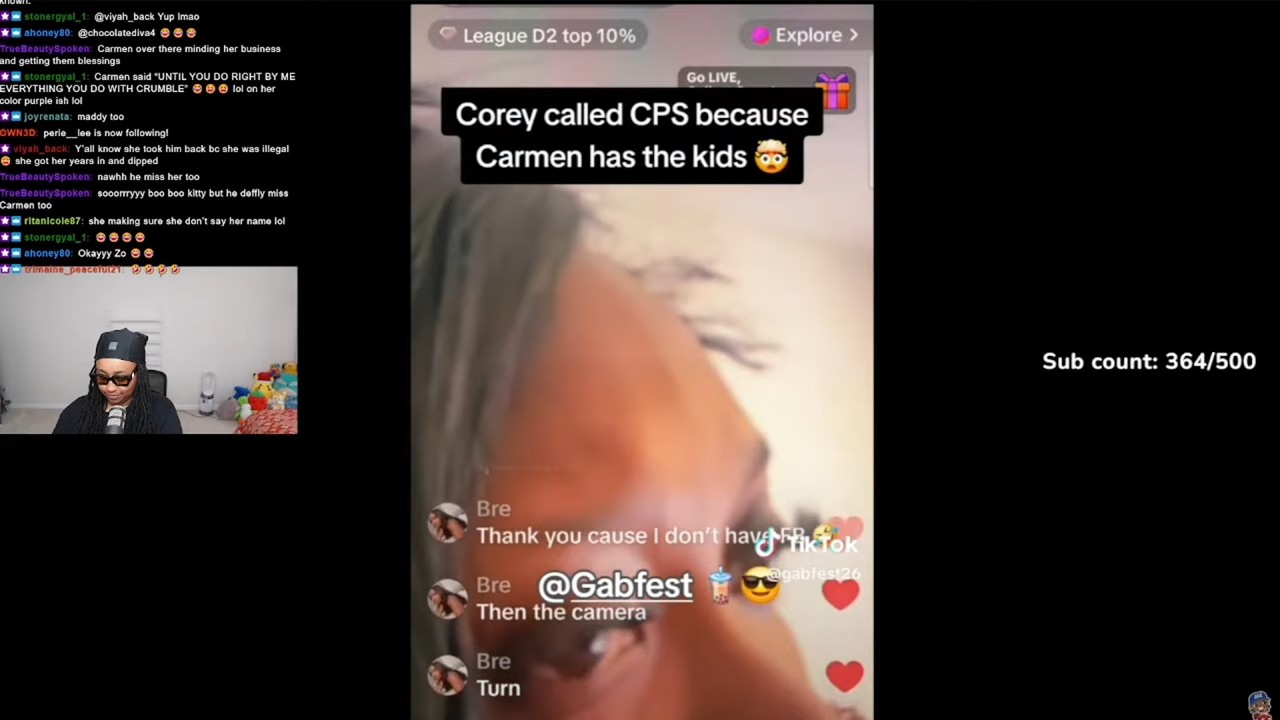 known.
stonergyal_1: @viyah_back Yup lmao
ahoney80: @chocolatediva4
TrueBeautySpoken: Carmen over there minding her business
and getting them blessings
stonergyal_1: Carmen said "UNTIL YOU DO RIGHT BY ME
EVERYTHING YOU DO WITH CRUMBLE" 😆 😆 😆 lol on her
color purple ish lol
joyrenata: maddy too
OWN3D: perie__lee is now following!
viyah_back: Y'all know she took him back bc she was illegal
😆 she got her years in and dipped
TrueBeautySpoken: nawhh he miss her too
TrueBeautySpoken: sooorrryyy boo boo kitty but he deffly miss
Carmen too
ritanicole87: she making sure she don't say her name lol
stonergyal_1: 😆 😆 😆 😆
ahoney80: Okayyy Zo 😆 😆
trimaine_peaceful21: 🤣 🤣 🤣 🤣
League D2 top 10%
Explore >
Go LIVE,
Corey called CPS because
Carmen has the kids 🤯
Bre
Thank you cause I don't have FB 🤣
TikTok
@gabfest26
Bre
@Gabfest 🧋 😎
Then the camera
Bre
Turn
Sub count: 364/500